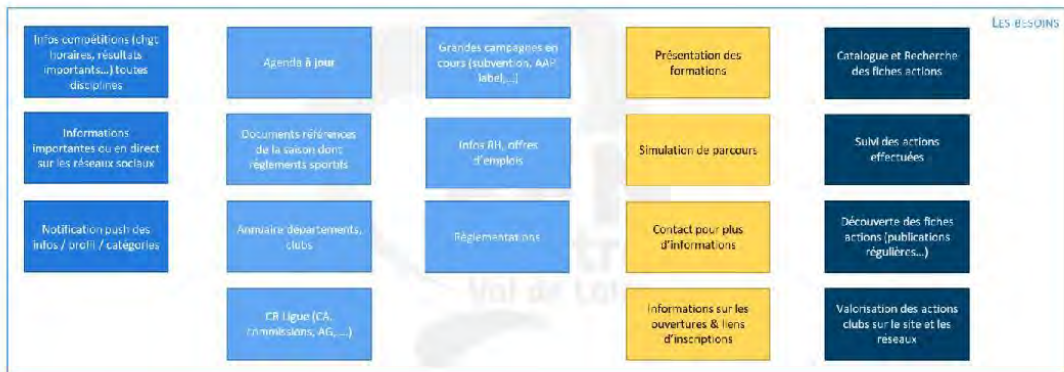 LES BESOINS
Infos compétitions (chgt
horaires, résultats
importants...) toutes
disciplines
Informations
importantes ou en direct
sur les réseaux sociaux
Notification push des
infos / profil / catégories
Agenda à jour
Documents références
de la saison dont
règlements sportifs
Annuaire départements,
clubs
CR Ligue (CA,
commissions, AG, ...)
Grandes campagnes en
cours (subvention, AAP,
label,...)
Infos RH, offres
d'emplois
Règlementations
Présentation des
formations
Simulation de parcours
Contact pour plus
d'informations
Informations sur les
ouvertures & liens
d'inscriptions
Catalogue et Recherche
des fiches actions
Suivi des actions
effectuées
Découverte des fiches
actions (publications
régulières...)
Valorisation des actions
clubs sur le site et les
réseaux
Val de Loire